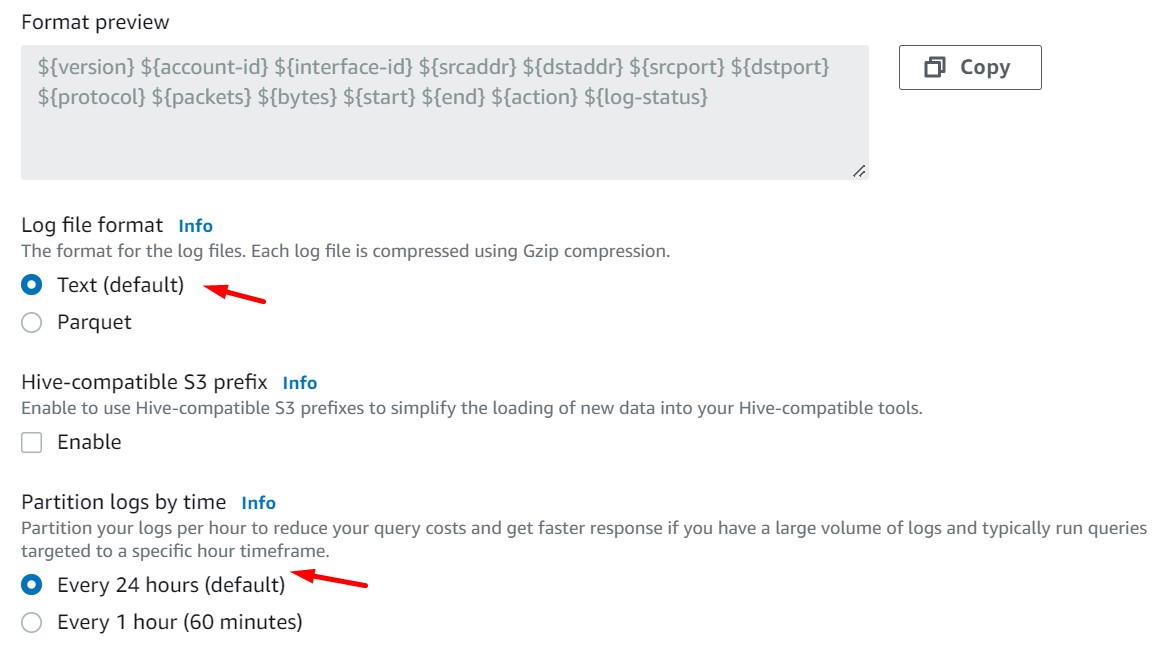 Format preview
${version} ${account-id} ${interface-id} ${srcaddr} ${dstaddr} ${srcport} ${dstport}
${protocol} ${packets} ${bytes} ${start} ${end} ${action} ${log-status}
Copy
Log file format Info
The format for the log files. Each log file is compressed using Gzip compression.
Text (default)
Parquet
Hive-compatible S3 prefix Info
Enable to use Hive-compatible S3 prefixes to simplify the loading of new data into your Hive-compatible tools.
Enable
Partition logs by time Info
Partition your logs per hour to reduce your query costs and get faster response if you have a large volume of logs and typically run queries
targeted to a specific hour timeframe.
Every 24 hours (default)
Every 1 hour (60 minutes)